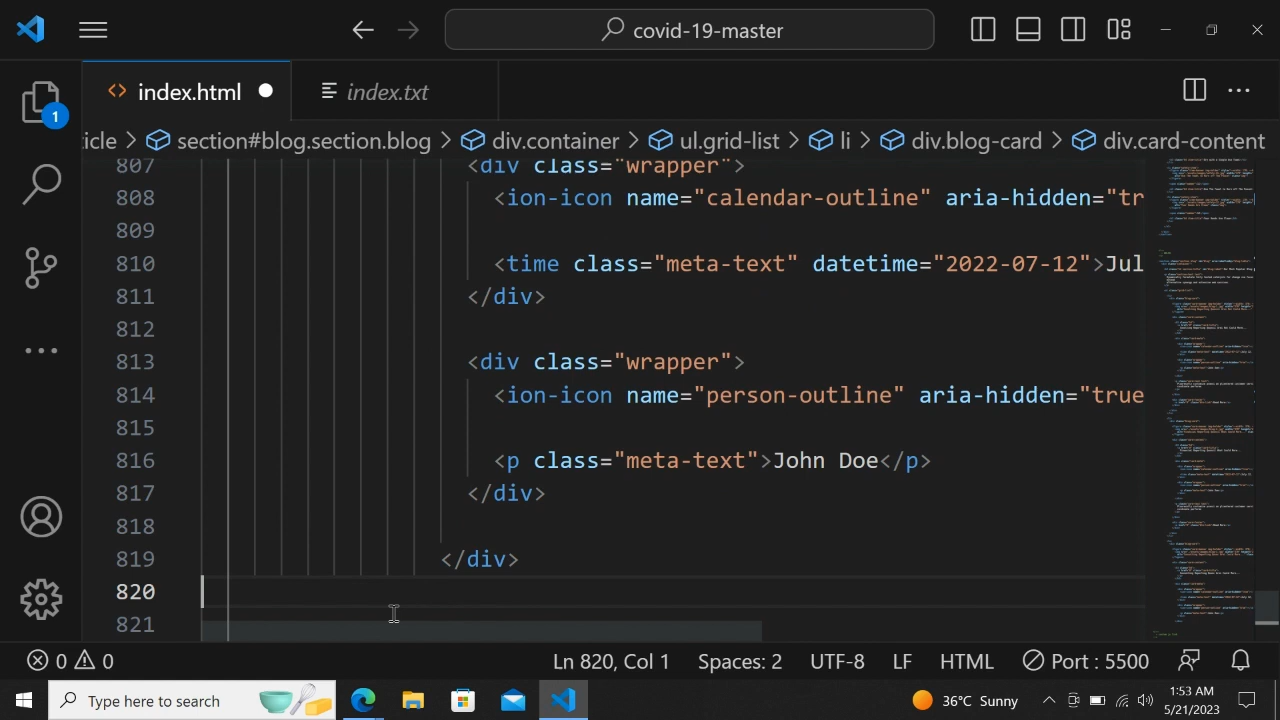 covid-19-master
index.html
index.txt
icle > section#blog.section.blog > div.container > ul.grid-list > li > div.blog-card > div.card-content
807 <div class="wrapper">
808 <ion-icon name="calendar-outline" aria-hidden="tr
809
810 <time class="meta-text" datetime="2022-07-12">Jul
811 </div>
812
813 <div class="wrapper">
814 <ion-icon name="person-outline" aria-hidden="true
815
816 <p class="meta-text">John Doe</p>
817 </div>
818
819 </div>
820
821
1
0 0 Ln 820, Col 1 Spaces: 2 UTF-8 LF HTML Port : 5500
Type here to search
36°C Sunny
1:53 AM
5/21/2023